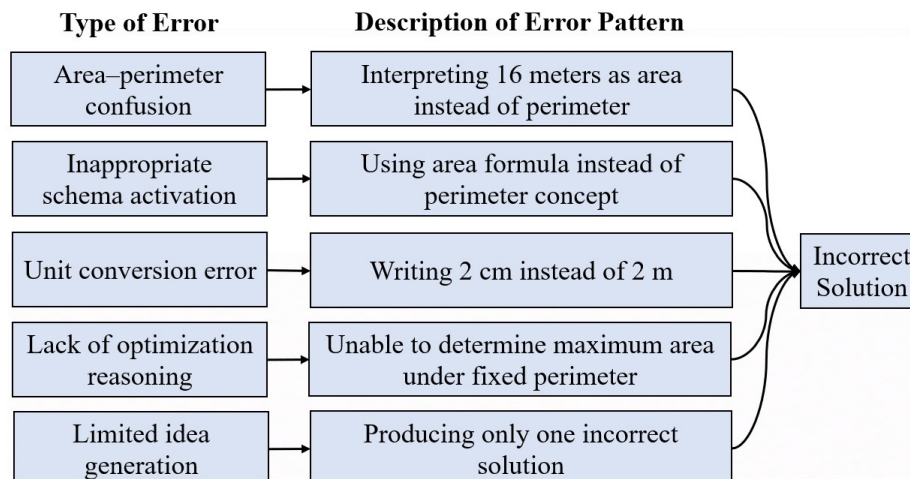 Type of Error
Description of Error Pattern
Area–perimeter
confusion
Interpreting 16 meters as area
instead of perimeter
Inappropriate
schema activation
Using area formula instead of
perimeter concept
Unit conversion error
Writing 2 cm instead of 2 m
Incorrect
Solution
Lack of optimization
reasoning
Unable to determine maximum area
under fixed perimeter
Limited idea
generation
Producing only one incorrect
solution